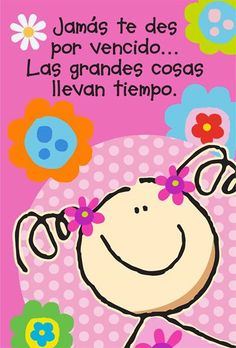 Jamás te des
por vencido...
Las grandes cosas
llevan tiempo.